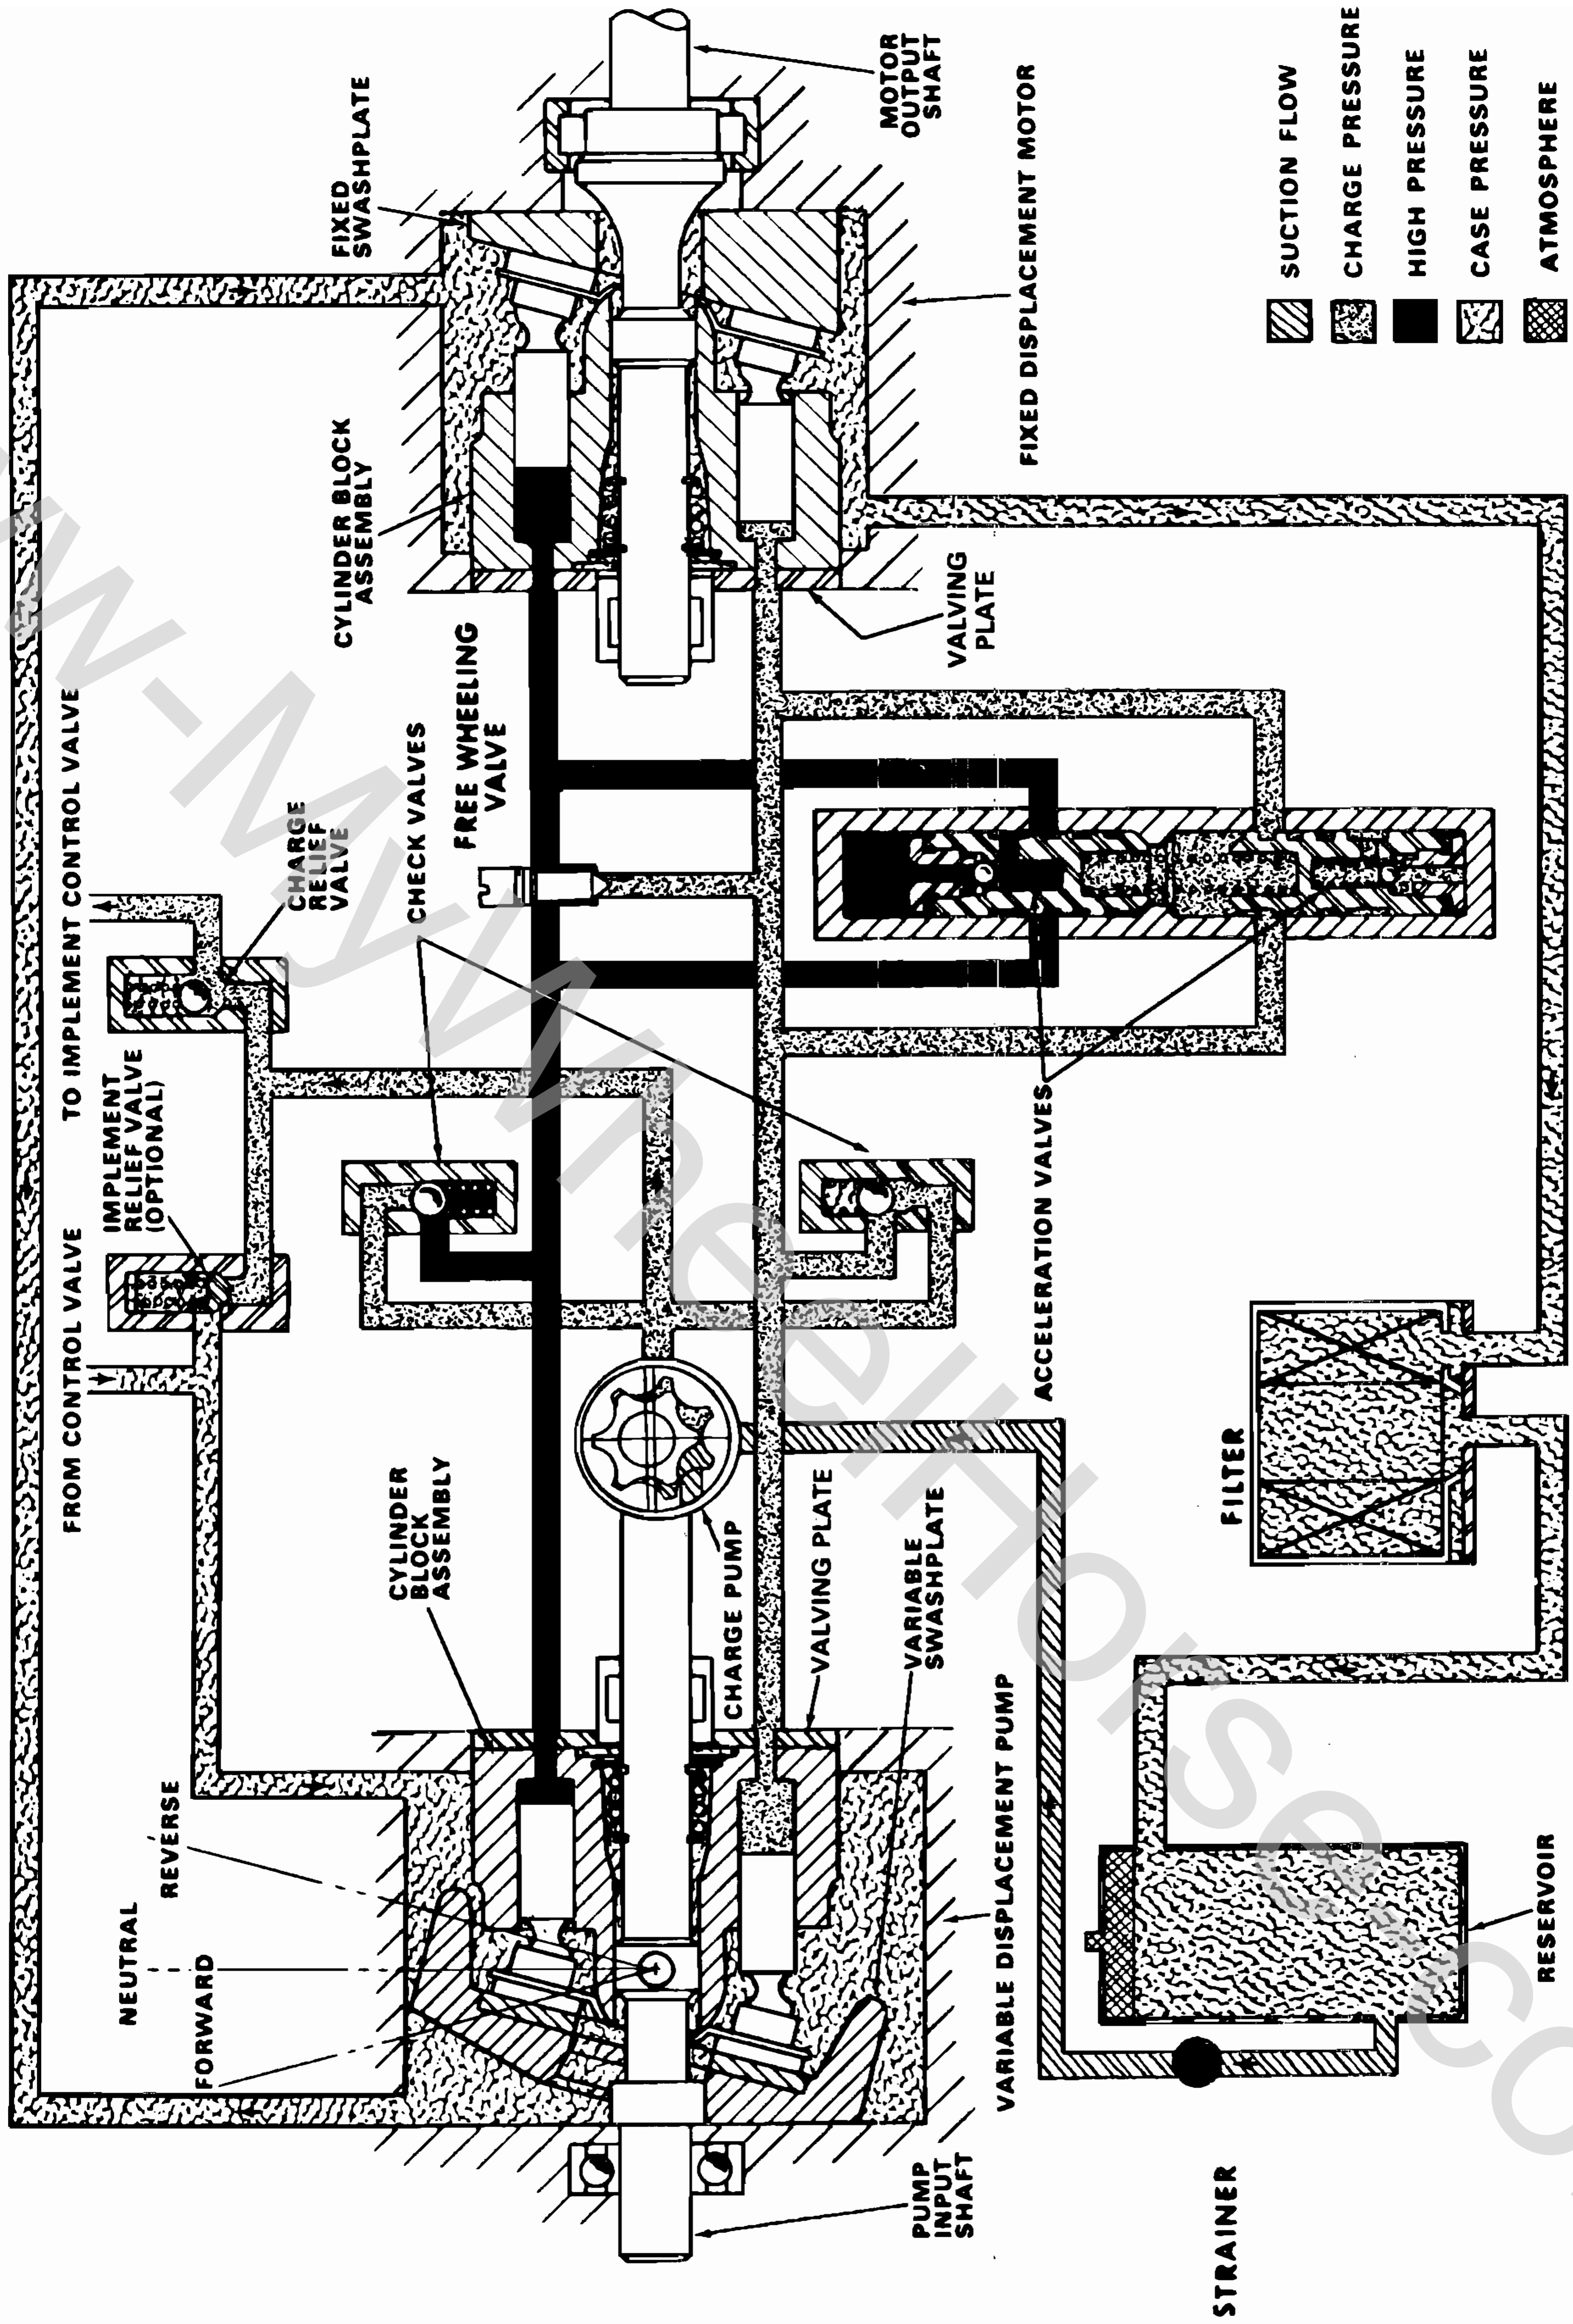 FROM CONTROL VALVE
TO IMPLEMENT CONTROL VALVE
IMPLEMENT
RELIEF VALVE
(OPTIONAL)
CHARGE
RELIEF
VALVE
NEUTRAL
REVERSE
FORWARD
CYLINDER
BLOCK
ASSEMBLY
CHECK VALVES
FREE WHEELING
VALVE
CYLINDER BLOCK
ASSEMBLY
FIXED
SWASHPLATE
PUMP
INPUT
SHAFT
CHARGE PUMP
VALVING PLATE
VARIABLE
SWASHPLATE
VARIABLE DISPLACEMENT PUMP
VALVING
PLATE
MOTOR
OUTPUT
SHAFT
FIXED DISPLACEMENT MOTOR
ACCELERATION VALVES
STRAINER
FILTER
RESERVOIR
SUCTION FLOW
CHARGE PRESSURE
HIGH PRESSURE
CASE PRESSURE
ATMOSPHERE
w-MyWheelHorse-co